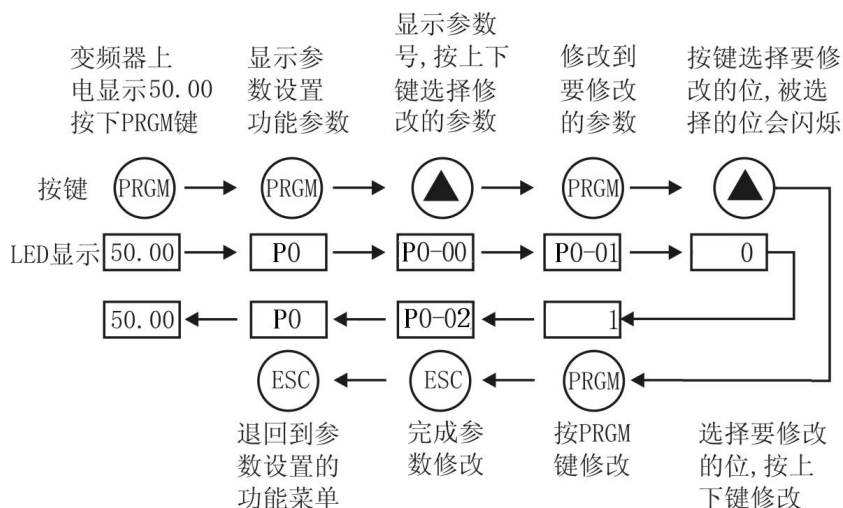 变频器上
电显示50.00
按下PRGM键
显示参
数设置
功能参数
显示参数
号,按上下
键选择修
改的参数
修改到
要修改
的参数
按键选择要修
改的位,被选
择的位会闪烁
按键 PRGM PRGM PRGM
LED显示 50.00 P0 P0-00 P0-01 0
50.00 P0 P0-02 1
ESC ESC PRGM
退回到参
数设置的
功能菜单
完成参
数修改
按PRGM
键修改
选择要修改
的位,按上
下键修改